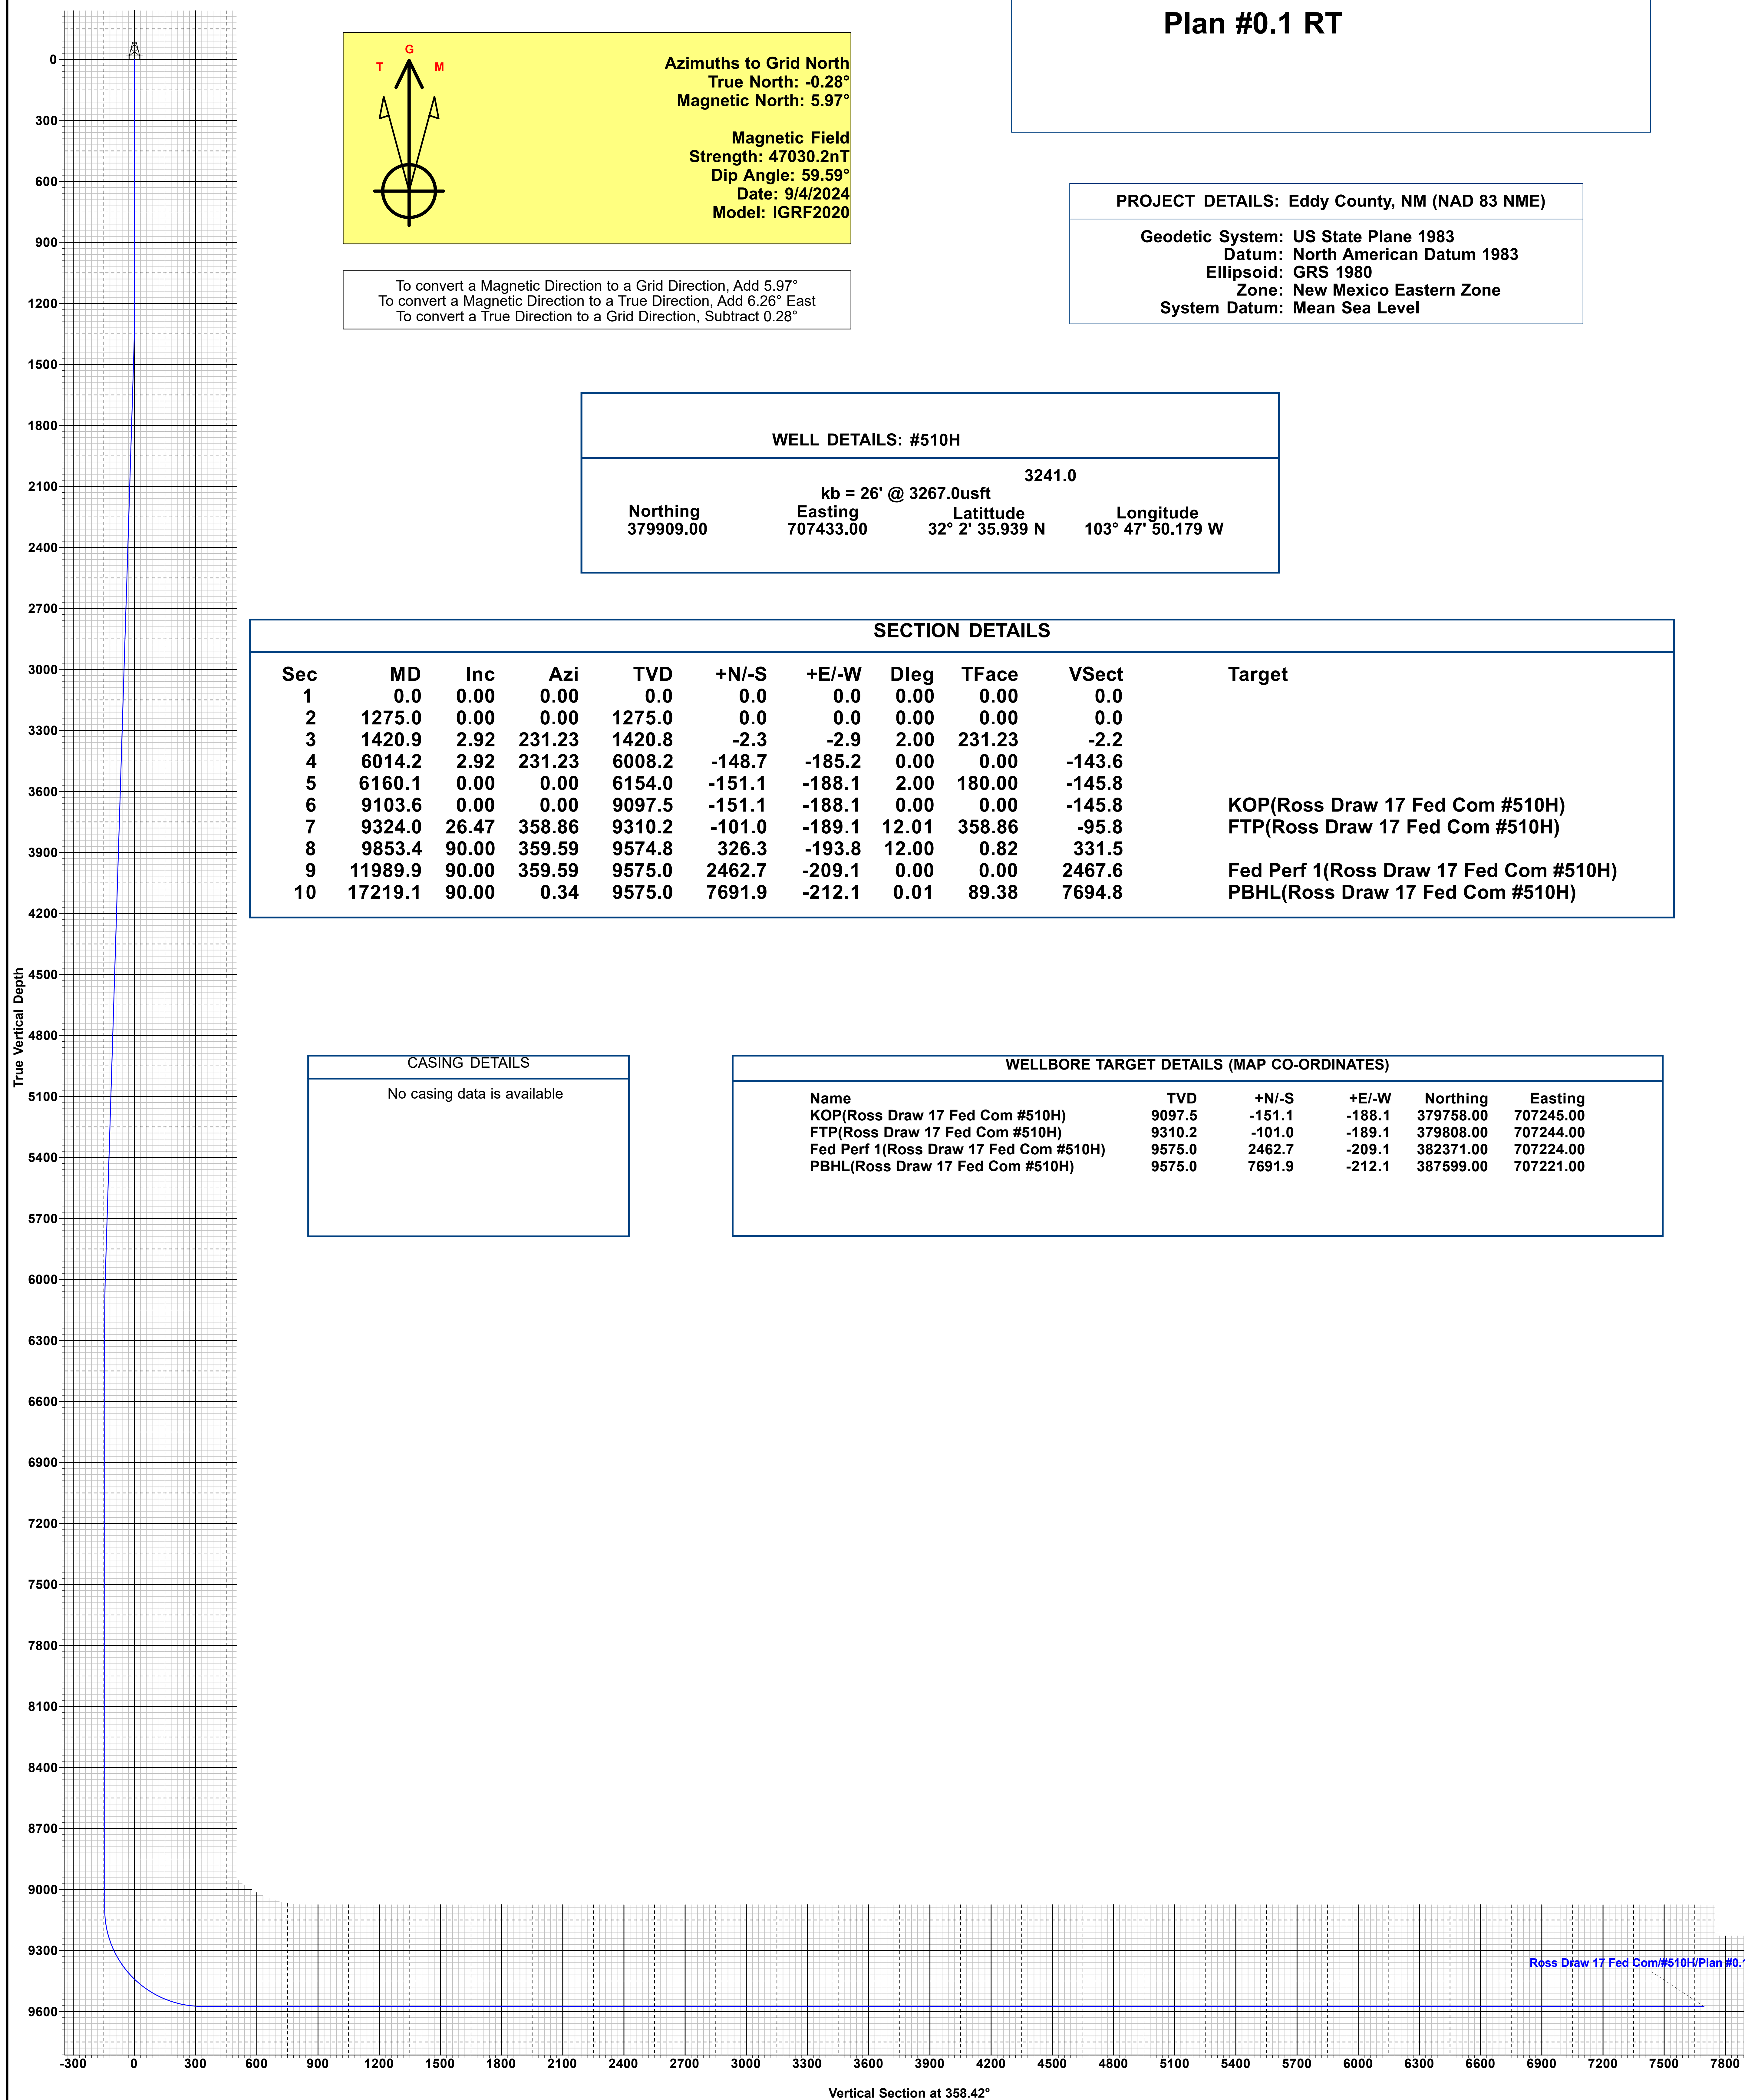 Plan #0.1 RT
G
T M
Azimuths to Grid North
True North: -0.28°
Magnetic North: 5.97°
Magnetic Field
Strength: 47030.2nT
Dip Angle: 59.59°
Date: 9/4/2024
Model: IGRF2020
To convert a Magnetic Direction to a Grid Direction, Add 5.97°
To convert a Magnetic Direction to a True Direction, Add 6.26° East
To convert a True Direction to a Grid Direction, Subtract 0.28°
PROJECT DETAILS: Eddy County, NM (NAD 83 NME)
Geodetic System: US State Plane 1983
Datum: North American Datum 1983
Ellipsoid: GRS 1980
Zone: New Mexico Eastern Zone
System Datum: Mean Sea Level
WELL DETAILS: #510H
3241.0
kb = 26' @ 3267.0usft
Northing Easting Latittude Longitude
379909.00 707433.00 32° 2' 35.939 N 103° 47' 50.179 W
SECTION DETAILS
Sec MD Inc Azi TVD +N/-S +E/-W Dleg TFace VSect Target
1 0.0 0.00 0.00 0.0 0.0 0.0 0.00 0.00 0.0
2 1275.0 0.00 0.00 1275.0 0.0 0.0 0.00 0.00 0.0
3 1420.9 2.92 231.23 1420.8 -2.3 -2.9 2.00 231.23 -2.2
4 6014.2 2.92 231.23 6008.2 -148.7 -185.2 0.00 0.00 -143.6
5 6160.1 0.00 0.00 6154.0 -151.1 -188.1 2.00 180.00 -145.8
6 9103.6 0.00 0.00 9097.5 -151.1 -188.1 0.00 0.00 -145.8 KOP(Ross Draw 17 Fed Com #510H)
7 9324.0 26.47 358.86 9310.2 -101.0 -189.1 12.01 358.86 -95.8 FTP(Ross Draw 17 Fed Com #510H)
8 9853.4 90.00 359.59 9574.8 326.3 -193.8 12.00 0.82 331.5
9 11989.9 90.00 359.59 9575.0 2462.7 -209.1 0.00 0.00 2467.6 Fed Perf 1(Ross Draw 17 Fed Com #510H)
10 17219.1 90.00 0.34 9575.0 7691.9 -212.1 0.01 89.38 7694.8 PBHL(Ross Draw 17 Fed Com #510H)
CASING DETAILS
No casing data is available
WELLBORE TARGET DETAILS (MAP CO-ORDINATES)
Name TVD +N/-S +E/-W Northing Easting
KOP(Ross Draw 17 Fed Com #510H) 9097.5 -151.1 -188.1 379758.00 707245.00
FTP(Ross Draw 17 Fed Com #510H) 9310.2 -101.0 -189.1 379808.00 707244.00
Fed Perf 1(Ross Draw 17 Fed Com #510H) 9575.0 2462.7 -209.1 382371.00 707224.00
PBHL(Ross Draw 17 Fed Com #510H) 9575.0 7691.9 -212.1 387599.00 707221.00
True Vertical Depth
0
300
600
900
1200
1500
1800
2100
2400
2700
3000
3300
3600
3900
4200
4500
4800
5100
5400
5700
6000
6300
6600
6900
7200
7500
7800
8100
8400
8700
9000
9300
9600
Ross Draw 17 Fed Com/#510H/Plan #0.1
-300 0 300 600 900 1200 1500 1800 2100 2400 2700 3000 3300 3600 3900 4200 4500 4800 5100 5400 5700 6000 6300 6600 6900 7200 7500 7800
Vertical Section at 358.42°